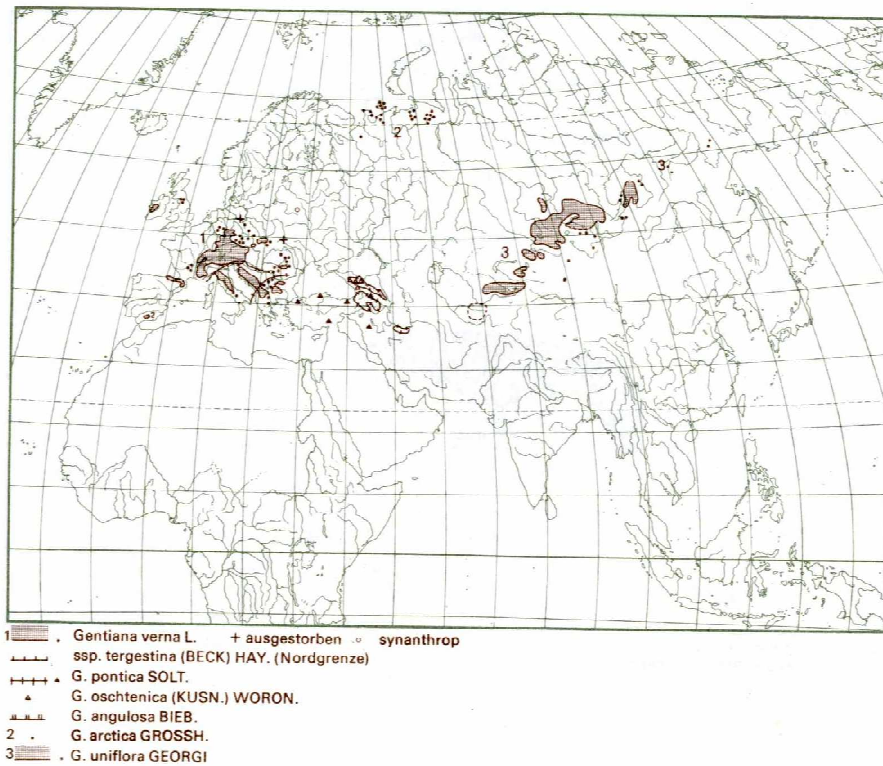 2
3
3
1
1 . Gentiana verna L. + ausgestorben o synanthrop
ssp. tergestina (BECK) HAY. (Nordgrenze)
G. pontica SOLT.
G. oschtenica (KUSN.) WORON.
G. angulosa BIEB.
2 . G. arctica GROSSH.
3 . G. uniflora GEORGI